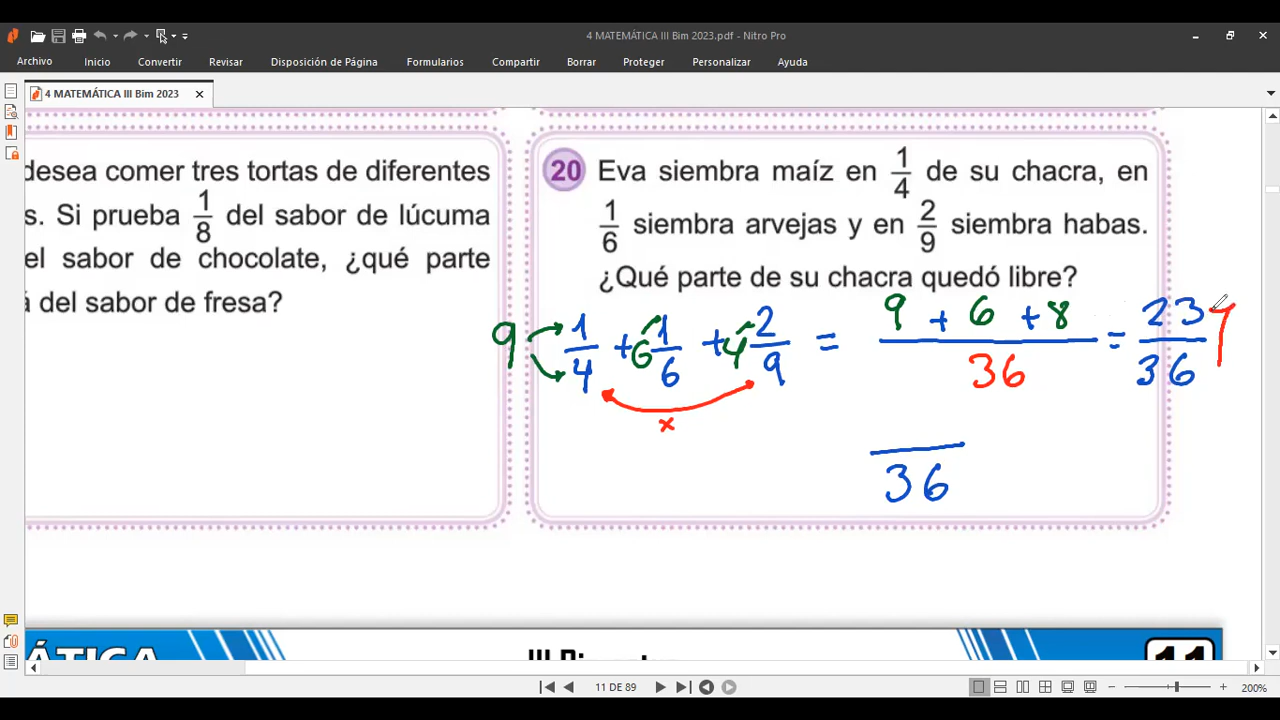 4 MATEMÁTICA III Bim 2023.pdf - Nitro Pro
Archivo Inicio Convertir Revisar Disposición de Página Formularios Compartir Borrar Proteger Personalizar Ayuda
4 MATEMÁTICA III Bim 2023
desea comer tres tortas de diferentes
s. Si prueba 1/8 del sabor de lúcuma
el sabor de chocolate, ¿qué parte
á del sabor de fresa?
20 Eva siembra maíz en 1/4 de su chacra, en
1/6 siembra arvejas y en 2/9 siembra habas.
¿Qué parte de su chacra quedó libre?
9 1/4 + 6 1/6 + 4 2/9 = 9 + 6 + 8 / 36 = 23/36
x
36
ÁTICA III Bimestre 11
11 DE 89
200%